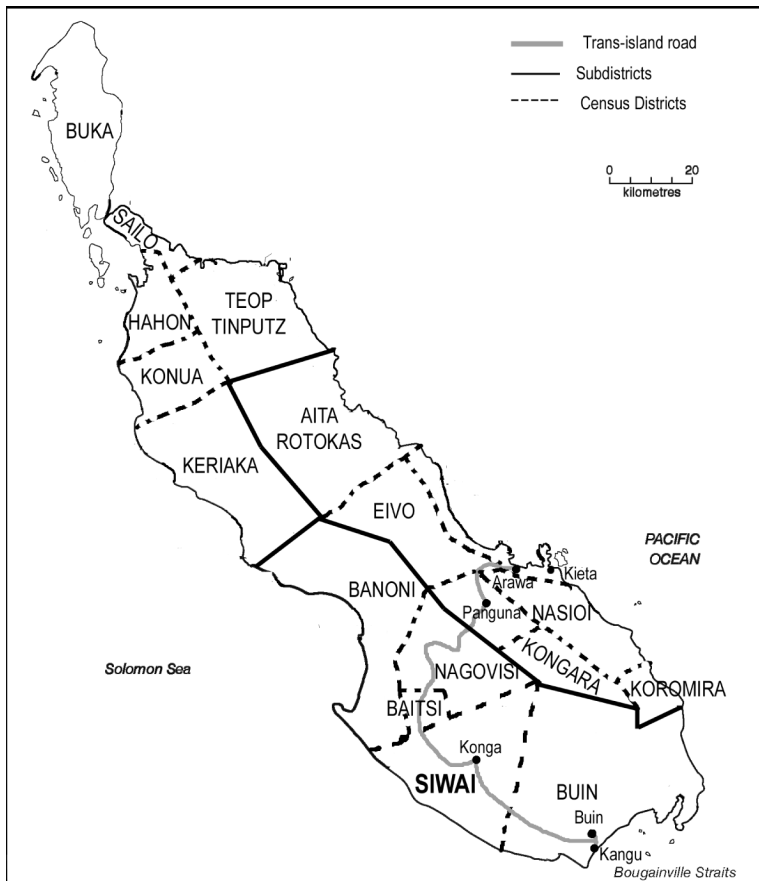 Trans-island road
Subdistricts
Census Districts
0 20
kilometres
BUKA
SAILO
TEOP
TINPUTZ
HAHON
KONUA
AITA
ROTOKAS
KERIAKA
EIVO
PACIFIC
OCEAN
Arawa
Kieta
BANONI
Panguna
NASIOI
KONGARA
Solomon Sea
NAGOVISI
KOROMIRA
BAITSI
Konga
SIWAI
BUIN
Buin
Kangu
Bougainville Straits